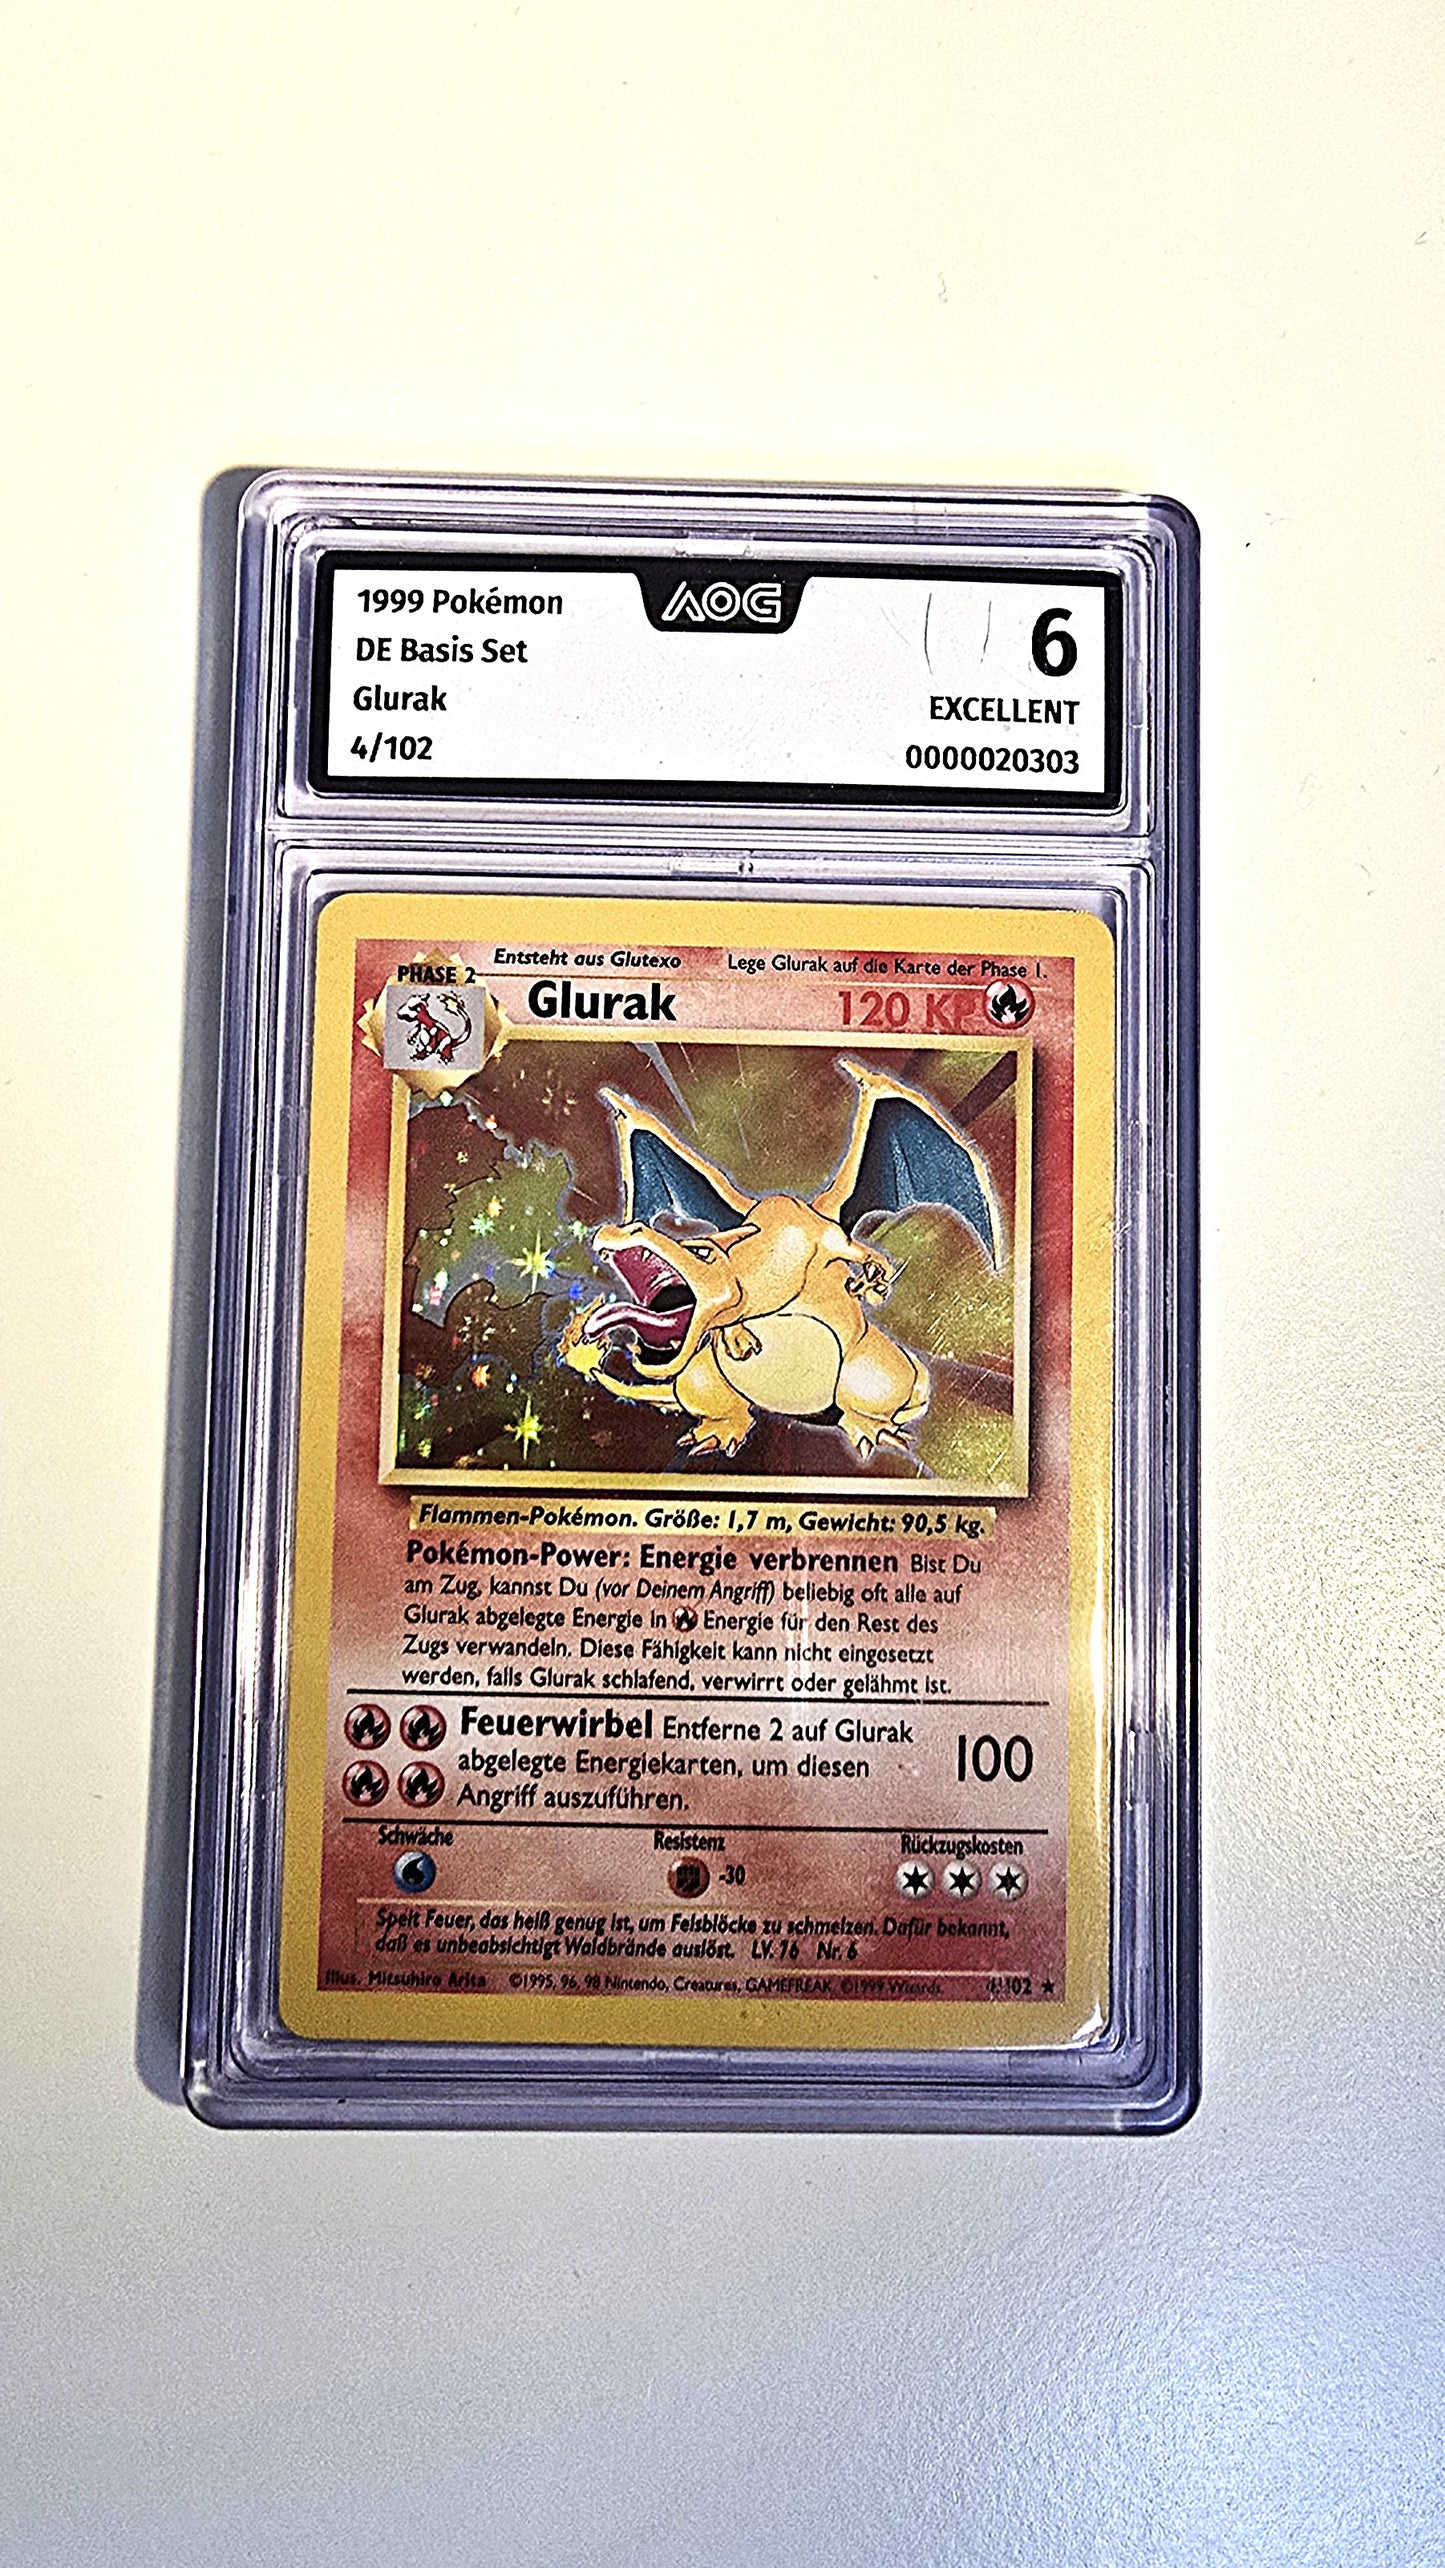 1999 Pokémon
DE Basis Set
Glurak
4/102
AOG
6
EXCELLENT
0000020303
Entsteht aus Glutexo
Lege Glurak auf die Karte der Phase 1.
PHASE 2
Glurak
120 KP
Flammen-Pokémon. Größe: 1,7 m, Gewicht: 90,5 kg.
Pokémon-Power: Energie verbrennen Bist Du
am Zug, kannst Du (vor Deinem Angriff) beliebig oft alle auf
Glurak abgelegte Energie in Energie für den Rest des
Zugs verwandeln. Diese Fähigkeit kann nicht eingesetzt
werden, falls Glurak schlafend, verwirrt oder gelähmt ist.
Feuerwirbel Entferne 2 auf Glurak
abgelegte Energiekarten, um diesen
Angriff auszuführen.
100
Schwäche
Resistenz
Rückzugskosten
-30
Speit Feuer, das heiß genug ist, um Felsblöcke zu schmelzen. Dafür bekannt,
daß es unbeabsichtigt Waldbrände auslöst. LV. 76 Nr. 6
Illus. Mitsuhiro Arita ©1995, 96, 98 Nintendo, Creatures, GAMEFREAK. ©1999 Wizards. 4/102 ★